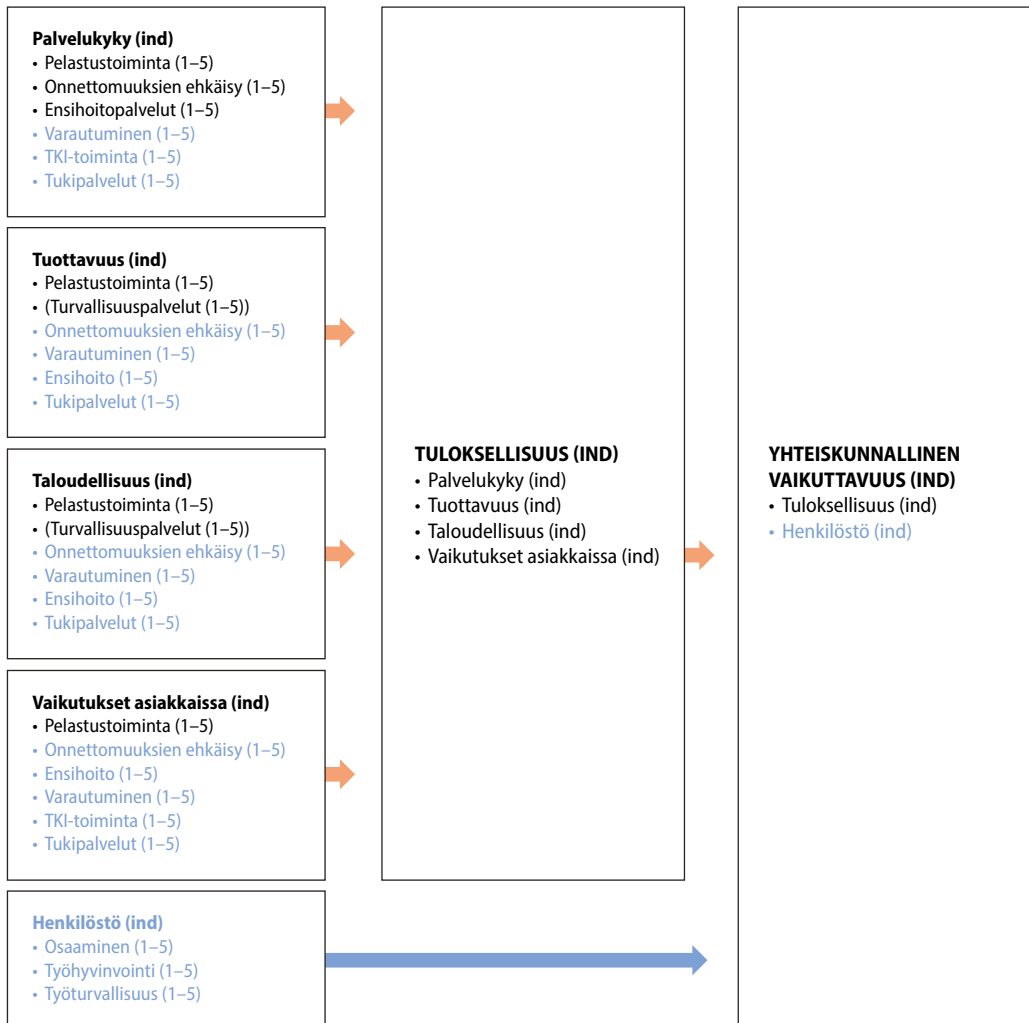 Palvelukyky (ind)
• Pelastustoiminta (1–5)
• Onnettomuuksien ehkäisy (1–5)
• Ensihoitopalvelut (1–5)
• Varautuminen (1–5)
• TKI-toiminta (1–5)
• Tukipalvelut (1–5)
Tuottavuus (ind)
• Pelastustoiminta (1–5)
• (Turvallisuuspalvelut (1–5))
• Onnettomuuksien ehkäisy (1–5)
• Varautuminen (1–5)
• Ensihoito (1–5)
• Tukipalvelut (1–5)
Taloudellisuus (ind)
• Pelastustoiminta (1–5)
• (Turvallisuuspalvelut (1–5))
• Onnettomuuksien ehkäisy (1–5)
• Varautuminen (1–5)
• Ensihoito (1–5)
• Tukipalvelut (1–5)
Vaikutukset asiakkaissa (ind)
• Pelastustoiminta (1–5)
• Onnettomuuksien ehkäisy (1–5)
• Ensihoito (1–5)
• Varautuminen (1–5)
• TKI-toiminta (1–5)
• Tukipalvelut (1–5)
Henkilöstö (ind)
• Osaaminen (1–5)
• Työhyvinvointi (1–5)
• Työturvallisuus (1–5)
TULOKSELLISUUS (IND)
• Palvelukyky (ind)
• Tuottavuus (ind)
• Taloudellisuus (ind)
• Vaikutukset asiakkaissa (ind)
YHTEISKUNNALLINEN
VAIKUTTAVUUS (IND)
• Tuloksellisuus (ind)
• Henkilöstö (ind)